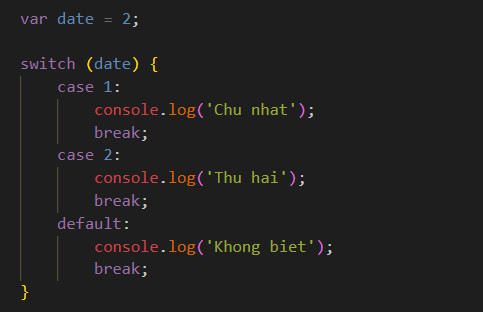 var date = 2;
switch (date) {
case 1:
console.log('Chu nhat');
break;
case 2:
console.log('Thu hai');
break;
default:
console.log('Khong biet');
break;
}